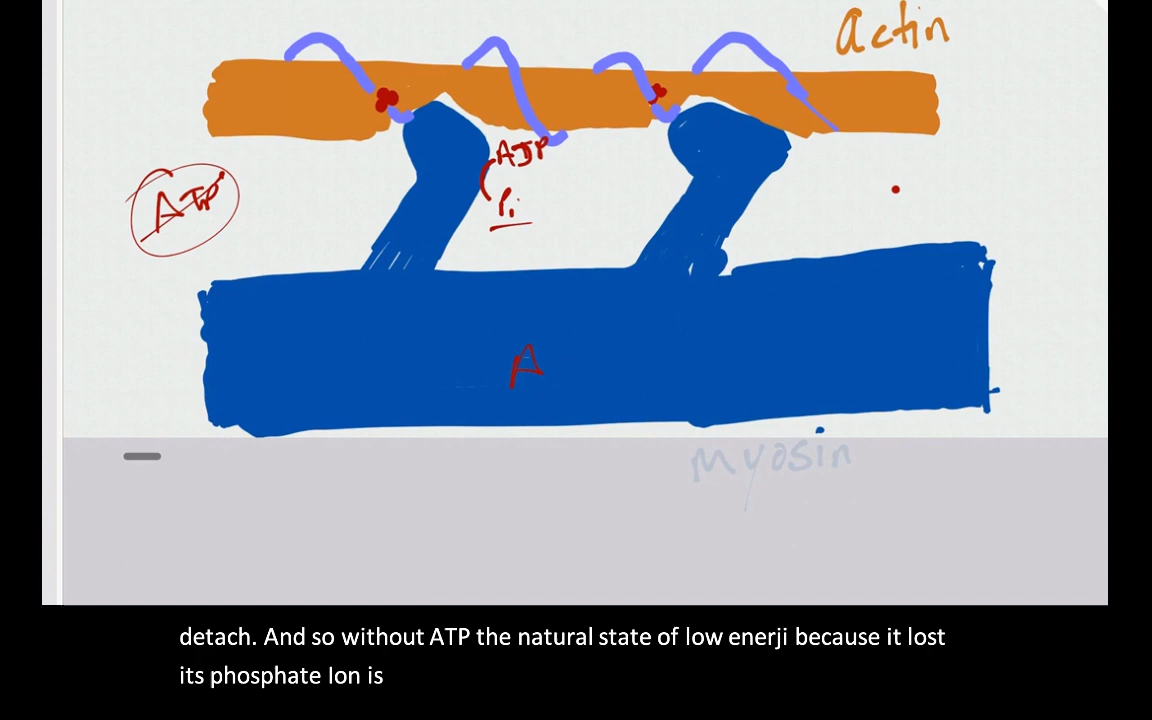 actin
ATP
ATP
Pi
A
myosin
detach. And so without ATP the natural state of low enerji because it lost
its phosphate Ion is